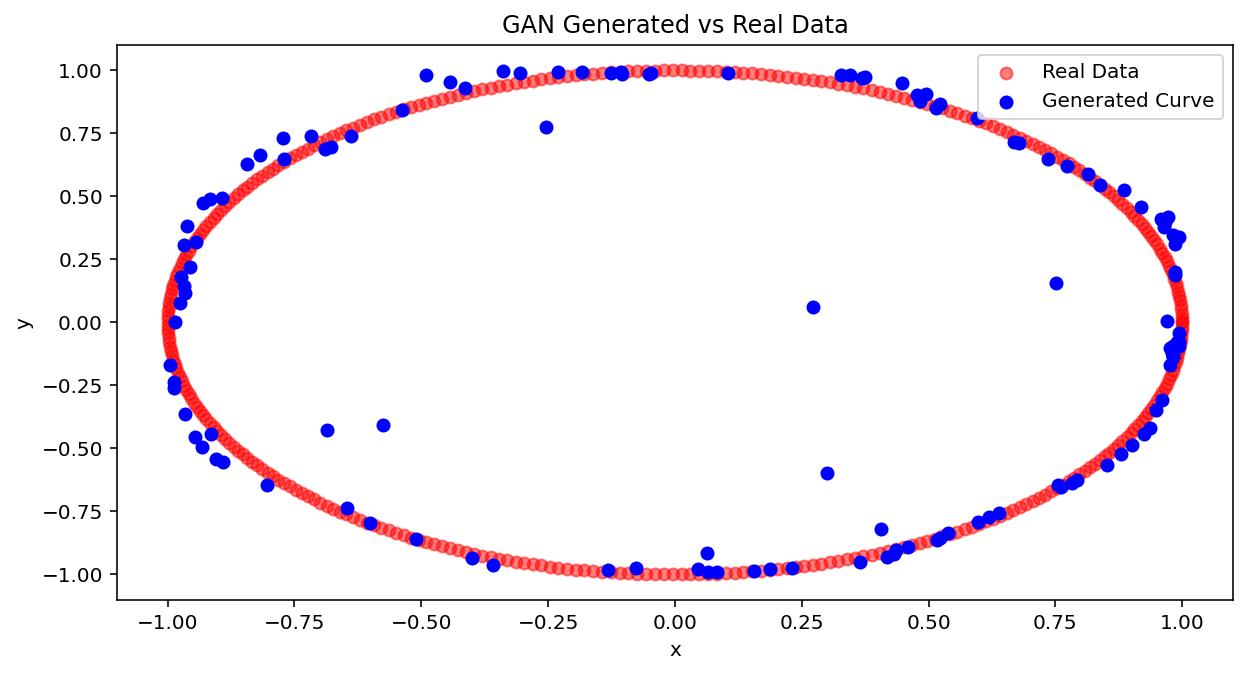 GAN Generated vs Real Data
Real Data
Generated Curve
1.00
0.75
0.50
0.25
0.00
−0.25
−0.50
−0.75
−1.00
y
−1.00 −0.75 −0.50 −0.25 0.00 0.25 0.50 0.75 1.00
x